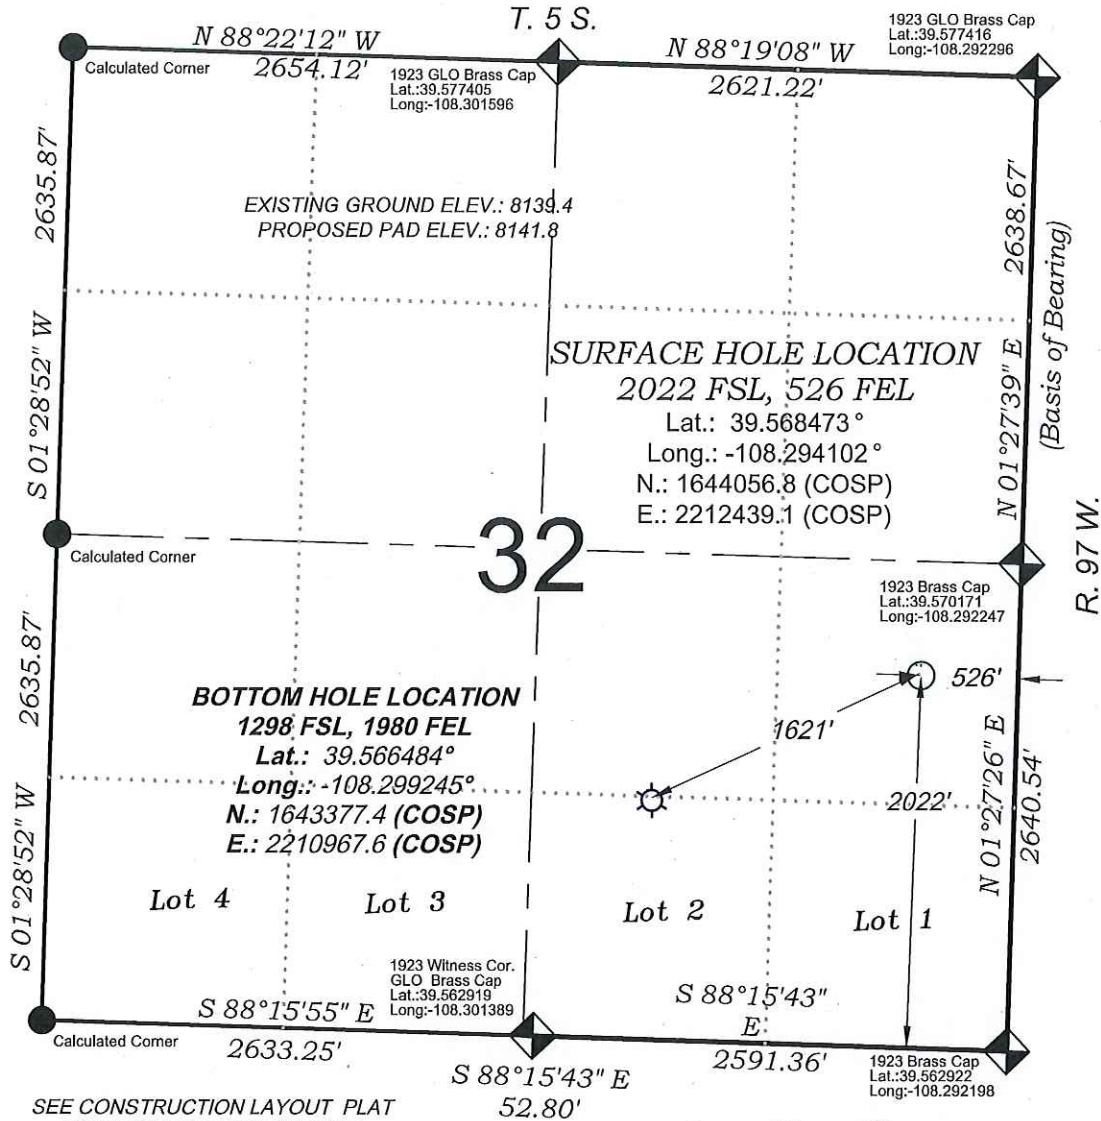 T. 5 S.
N 88°22'12" W
2654.12'
N 88°19'08" W
2621.22'
1923 GLO Brass Cap
Lat.:39.577416
Long:-108.292296
Calculated Corner
1923 GLO Brass Cap
Lat.:39.577405
Long:-108.301596
2635.87'
S 01°28'52" W
EXISTING GROUND ELEV.: 8139.4
PROPOSED PAD ELEV.: 8141.8
2638.67'
N 01°27'39" E
(Basis of Bearing)
SURFACE HOLE LOCATION
2022 FSL, 526 FEL
Lat.: 39.568473°
Long.: -108.294102°
N.: 1644056.8 (COSP)
E.: 2212439.1 (COSP)
32
R. 97 W.
Calculated Corner
1923 Brass Cap
Lat.:39.570171
Long:-108.292247
2635.87'
S 01°28'52" W
BOTTOM HOLE LOCATION
1298 FSL, 1980 FEL
Lat.: 39.566484°
Long.: -108.299245°
N.: 1643377.4 (COSP)
E.: 2210967.6 (COSP)
526'
1621'
2022'
N 01°27'26" E
2640.54'
Lot 4
Lot 3
Lot 2
Lot 1
1923 Witness Cor.
GLO Brass Cap
Lat.:39.562919
Long:-108.301389
Calculated Corner
S 88°15'55" E
2633.25'
S 88°15'43"
E
2591.36'
1923 Brass Cap
Lat.:39.562922
Long:-108.292198
S 88°15'43" E
52.80'
SEE CONSTRUCTION LAYOUT PLAT